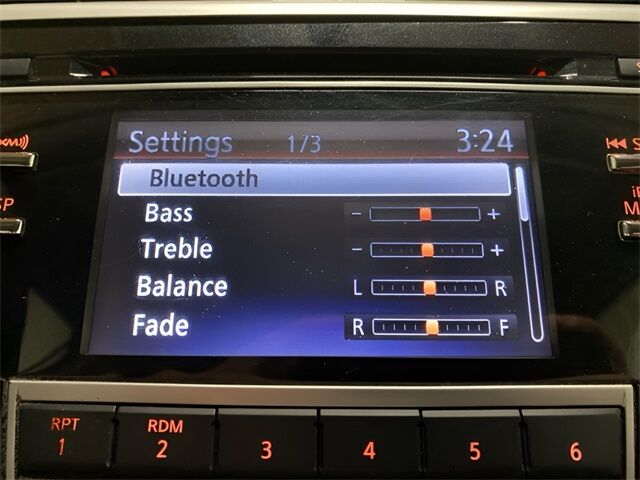 Settings 1/3 3:24
Bluetooth
Bass - +
Treble - +
Balance L R
Fade R F
RPT RDM
1 2 3 4 5 6